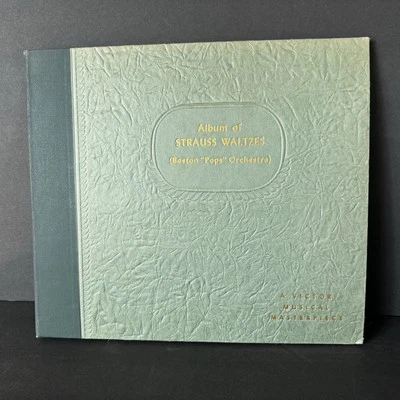 Album of
STRAUSS WALTZES
(Boston "Pops" Orchestra)
A VICTOR
MUSICAL
MASTERPIECE